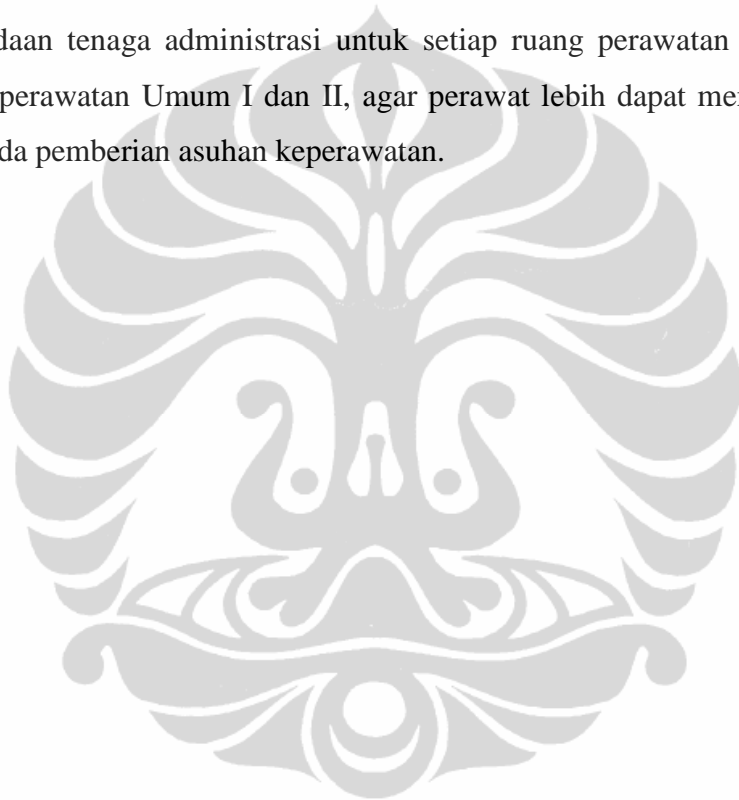 daan tenaga administrasi untuk setiap ruang perawatan
perawatan Umum I dan II, agar perawat lebih dapat
da pemberian asuhan keperawatan.